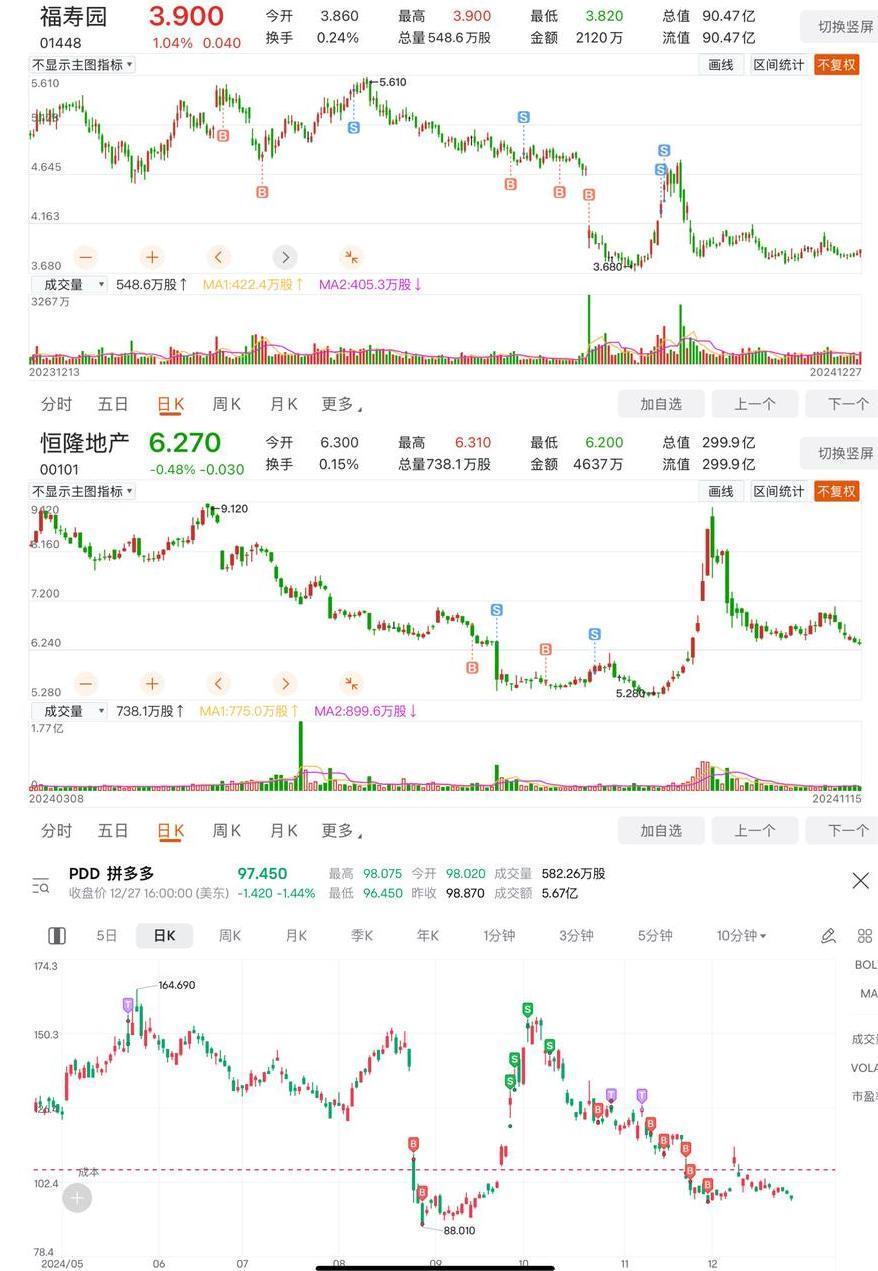 福寿园 3.900 今开 3.860 最高 3.900 最低 3.820 总值 90.47亿 切换竖屏
01448 1.04% 0.040 换手 0.24% 总量548.6万股 金额 2120万 流值 90.47亿
不显示主图指标 画线 区间统计 不复权
5.610
5.610
B S S S
4.645
B B B B S
4.163
3.680
3.680
成交量 548.6万股↑ MA1:422.4万股↑ MA2:405.3万股↓
3267万
20231213 20241227
分时 五日 日K 周K 月K 更多 加自选 上一个 下一个
恒隆地产 6.270 今开 6.300 最高 6.310 最低 6.200 总值 299.9亿 切换竖屏
00101 -0.48% -0.030 换手 0.15% 总量738.1万股 金额 4637万 流值 299.9亿
不显示主图指标 画线 区间统计 不复权
9.120
8.160
7.200
S S
6.240
B B
5.280
5.280
成交量 738.1万股↑ MA1:775.0万股↑ MA2:899.6万股↓
1.77亿
0
20240308 20241115
分时 五日 日K 周K 月K 更多 加自选 上一个 下一个
PDD 拼多多 97.450 最高 98.075 今开 98.020 成交量 582.26万股
收盘价 12/27 16:00:00 (美东) -1.420 -1.44% 最低 96.450 昨收 98.870 成交额 5.67亿
5日 日K 周K 月K 季K 年K 1分钟 3分钟 5分钟 10分钟
174.3 BOL
164.690 MA
T S
150.3 成交量
S S S VOLA
T T 市盈率
B B B B B B B B
成本
102.4
88.010
78.4
2024/05 06 07 08 09 10 11 12